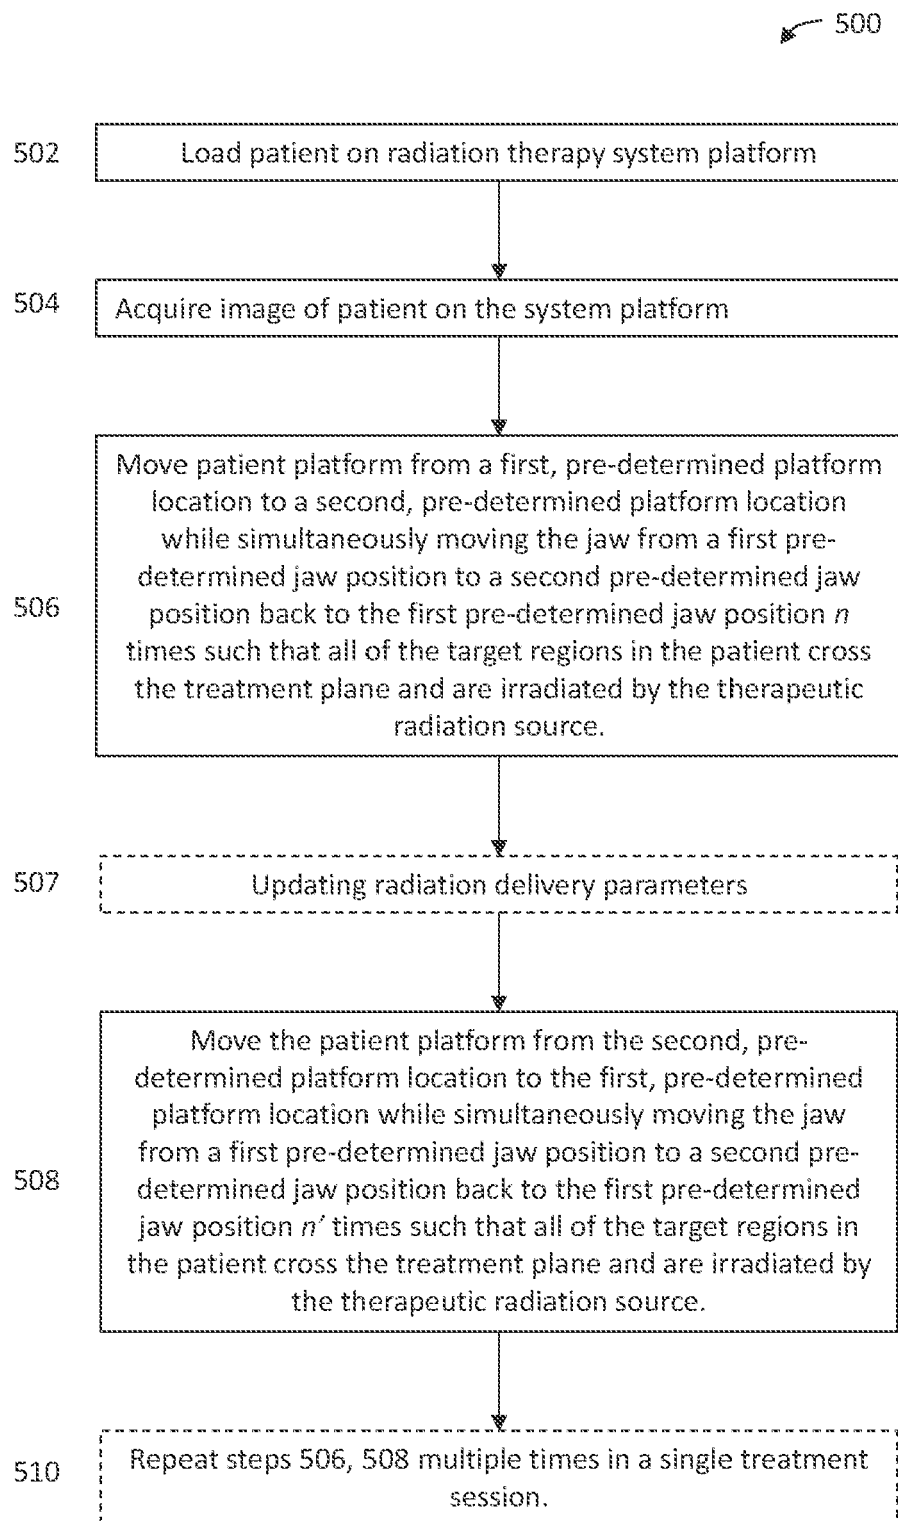 500
502
Load patient on radiation therapy system platform
504
Acquire image of patient on the system platform
506
Move patient platform from a first, pre-determined platform
location to a second, pre-determined platform location
while simultaneously moving the jaw from a first pre-
determined jaw position to a second pre-determined jaw
position back to the first pre-determined jaw position n
times such that all of the target regions in the patient cross
the treatment plane and are irradiated by the therapeutic
radiation source.
507
Updating radiation delivery parameters
508
Move the patient platform from the second, pre-
determined platform location to the first, pre-determined
platform location while simultaneously moving the jaw
from a first pre-determined jaw position to a second pre-
determined jaw position back to the first pre-determined
jaw position n' times such that all of the target regions in
the patient cross the treatment plane and are irradiated by
the therapeutic radiation source.
510
Repeat steps 506, 508 multiple times in a single treatment
session.